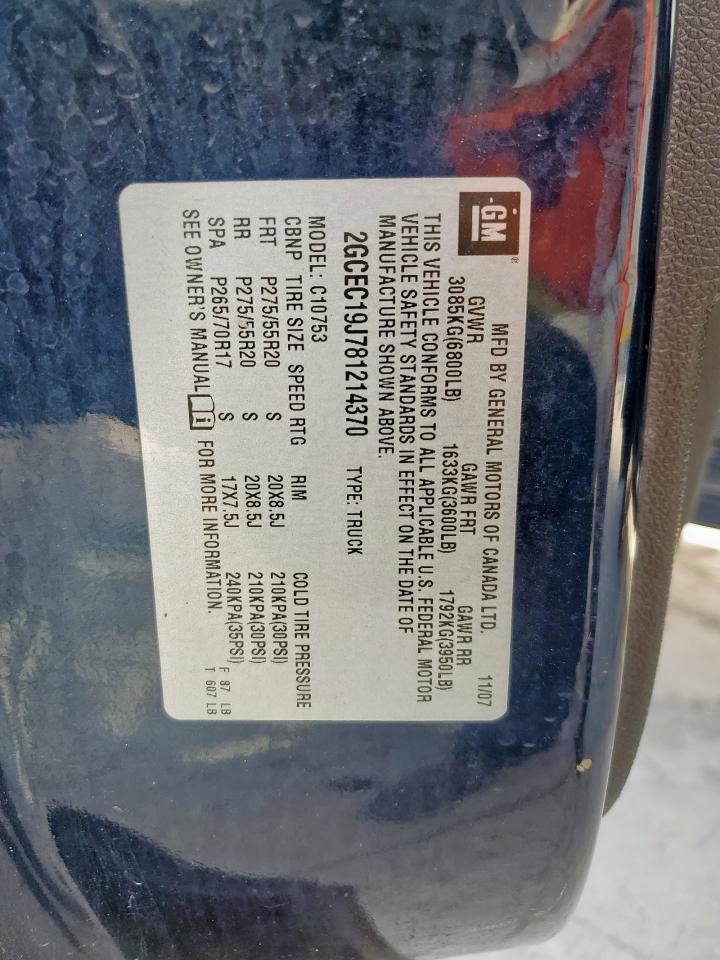 GM ® MFD BY GENERAL MOTORS OF CANADA LTD. 11/07
GVWR GAWR FRT GAWR RR
3085KG(6800LB) 1633KG(3600LB) 1792KG(3950LB)
THIS VEHICLE CONFORMS TO ALL APPLICABLE U.S. FEDERAL MOTOR
VEHICLE SAFETY STANDARDS IN EFFECT ON THE DATE OF
MANUFACTURE SHOWN ABOVE.
2GCEC19J781214370 TYPE: TRUCK
MODEL: C10753
CBNP TIRE SIZE SPEED RTG RIM COLD TIRE PRESSURE
FRT P275/55R20 S 20X8.5J 210KPA(30PSI)
RR P275/55R20 S 20X8.5J 210KPA(30PSI)
SPA P265/70R17 S 17X7.5J 240KPA(35PSI) F 87 LB
SEE OWNER'S MANUAL FOR MORE INFORMATION. T 607 LB